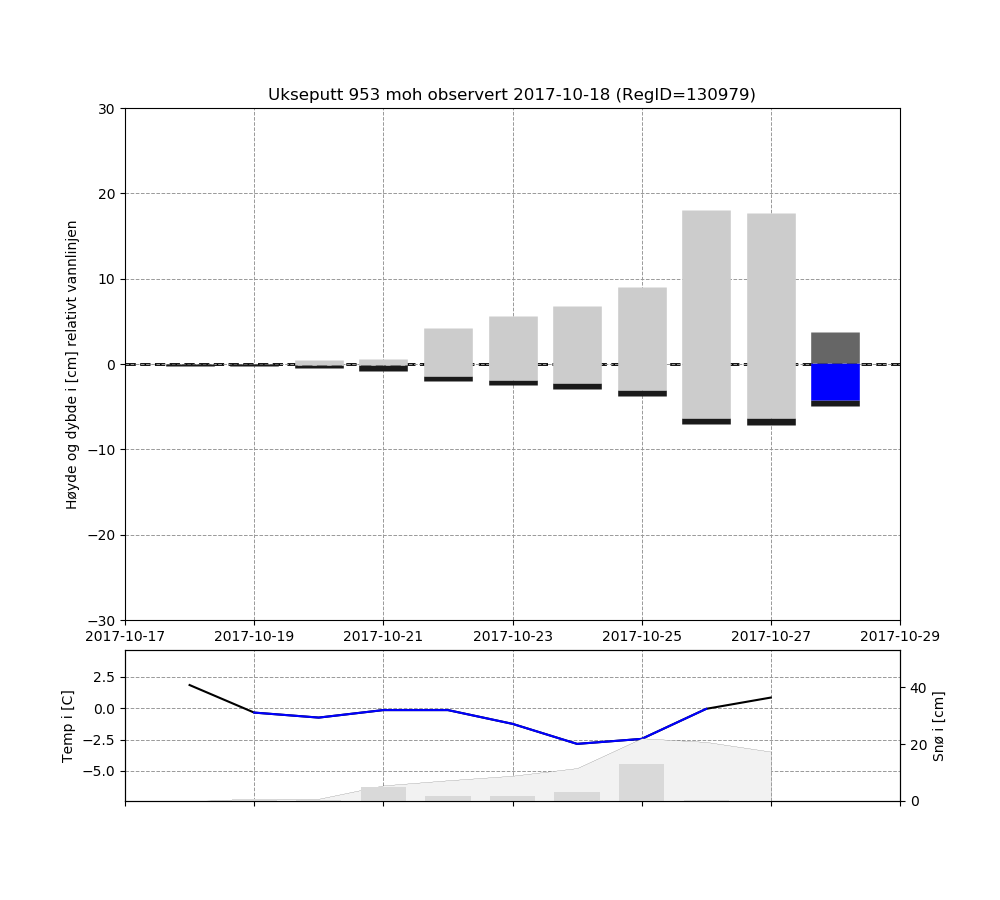 Ukseputt 953 moh observert 2017-10-18 (RegID=130979)
Høyde og dybde i [cm] relativt vannlinjen
30
20
10
0
−10
−20
−30
2017-10-17 2017-10-19 2017-10-21 2017-10-23 2017-10-25 2017-10-27 2017-10-29
Temp i [C]
2.5
0.0
−2.5
−5.0
40
20
0
Snø i [cm]